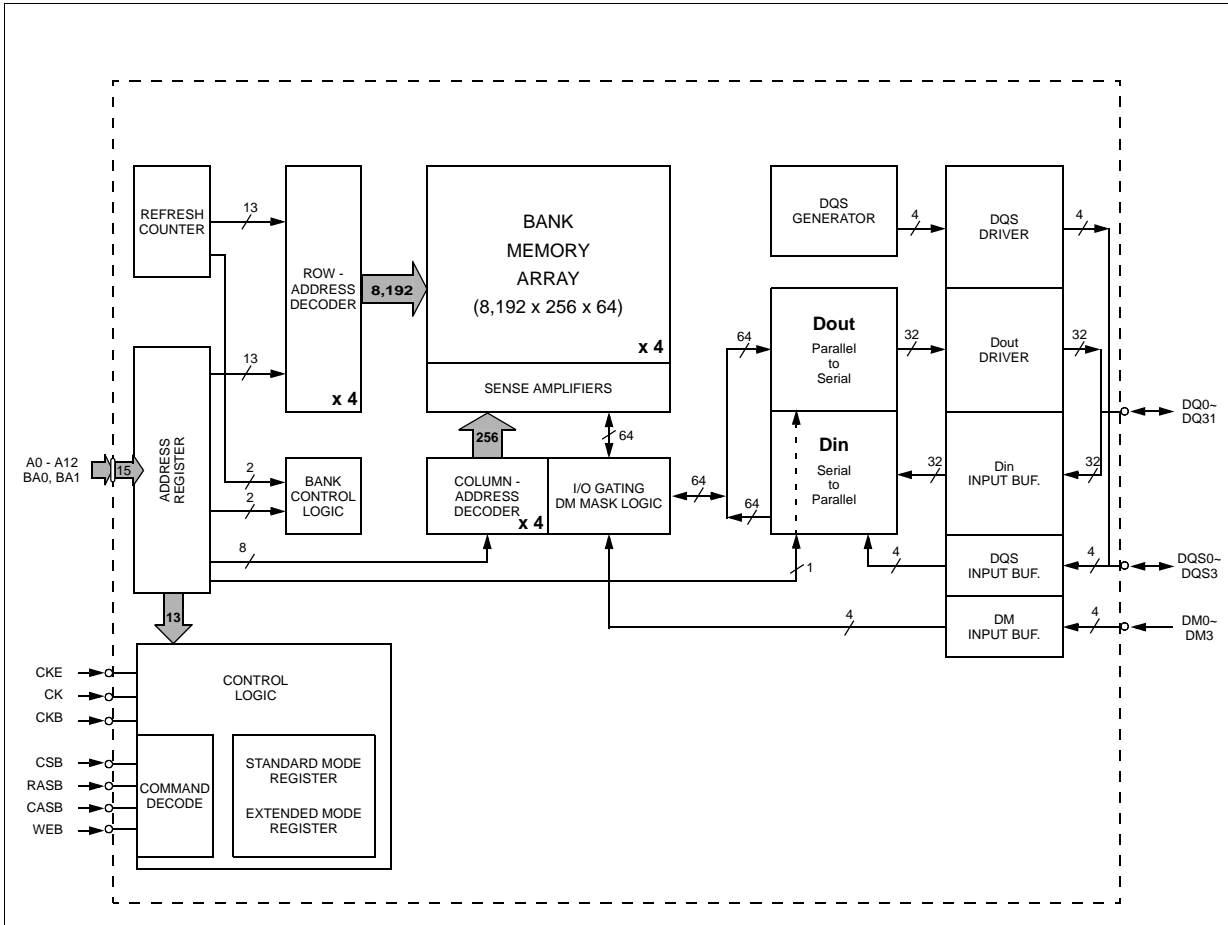 REFRESH
COUNTER
13
ROW -
ADDRESS
DECODER
x 4
8,192
BANK
MEMORY
ARRAY
(8,192 x 256 x 64)
x 4
SENSE AMPLIFIERS
DQS
GENERATOR
4
DQS
DRIVER
4
64
Dout
Parallel
to
Serial
32
Dout
DRIVER
32
13
ADDRESS
REGISTER
A0 - A12
BA0, BA1
15
2
2
BANK
CONTROL
LOGIC
256
64
COLUMN -
ADDRESS
DECODER
x 4
I/O GATING
DM MASK LOGIC
64
64
Din
Serial
to
Parallel
32
Din
INPUT BUF.
32
DQ0~
DQ31
8
1
4
DQS
INPUT BUF.
4
DQS0~
DQS3
4
DM
INPUT BUF.
4
DM0~
DM3
13
CONTROL
LOGIC
CKE
CK
CKB
CSB
RASB
CASB
WEB
COMMAND
DECODE
STANDARD MODE
REGISTER
EXTENDED MODE
REGISTER